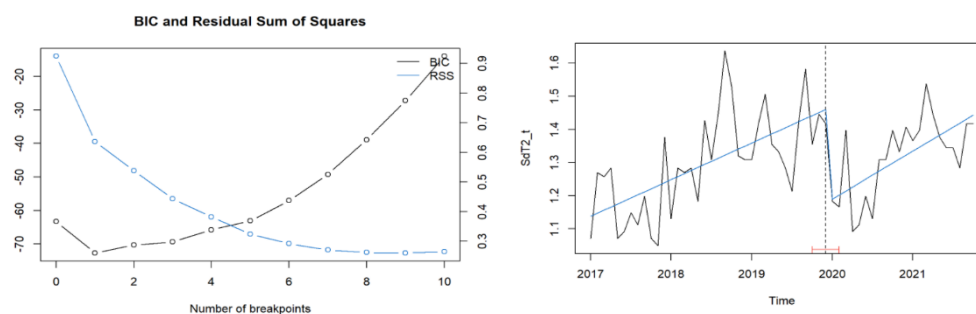 BIC and Residual Sum of Squares
BIC
RSS
-20
-30
-40
-50
-60
-70
0.9
0.8
0.7
0.6
0.5
0.4
0.3
0 2 4 6 8 10
Number of breakpoints
SdT2_t
1.6
1.5
1.4
1.3
1.2
1.1
2017 2018 2019 2020 2021
Time